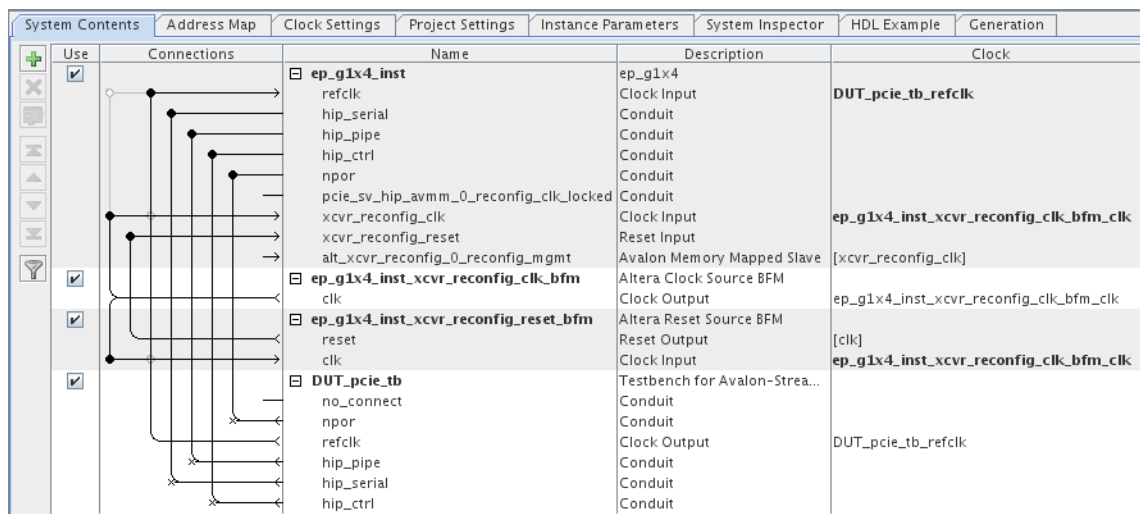 System Contents Address Map Clock Settings Project Settings Instance Parameters System Inspector HDL Example Generation
Use Connections Name Description Clock
ep_g1x4_inst ep_g1x4
refclk Clock Input DUT_pcie_tb_refclk
hip_serial Conduit
hip_pipe Conduit
hip_ctrl Conduit
npor Conduit
pcie_sv_hip_avmm_0_reconfig_clk_locked Conduit
xcvr_reconfig_clk Clock Input ep_g1x4_inst_xcvr_reconfig_clk_bfm_clk
xcvr_reconfig_reset Reset Input
alt_xcvr_reconfig_0_reconfig_mgmt Avalon Memory Mapped Slave [xcvr_reconfig_clk]
ep_g1x4_inst_xcvr_reconfig_clk_bfm Altera Clock Source BFM
clk Clock Output ep_g1x4_inst_xcvr_reconfig_clk_bfm_clk
ep_g1x4_inst_xcvr_reconfig_reset_bfm Altera Reset Source BFM
reset Reset Output [clk]
clk Clock Input ep_g1x4_inst_xcvr_reconfig_clk_bfm_clk
DUT_pcie_tb Testbench for Avalon-Strea...
no_connect Conduit
npor Conduit
refclk Clock Output DUT_pcie_tb_refclk
hip_pipe Conduit
hip_serial Conduit
hip_ctrl Conduit